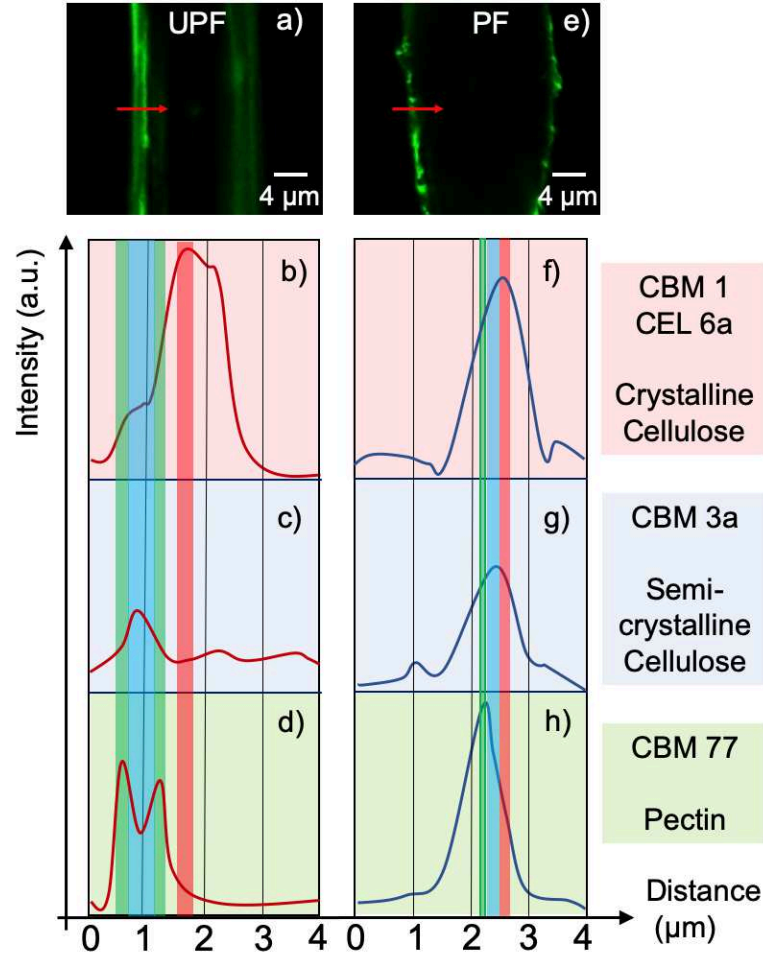 UPF
a)
4 μm
PF
e)
4 μm
Intensity (a.u.)
b)
f)
CBM 1
CEL 6a
Crystalline
Cellulose
c)
g)
CBM 3a
Semi-
crystalline
Cellulose
d)
h)
CBM 77
Pectin
0 1 2 3 4
0 1 2 3 4
Distance
(μm)